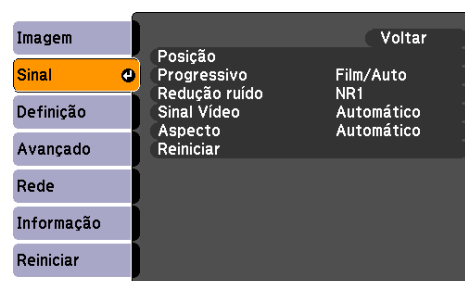 Imagem
Sinal
Definição
Avançado
Rede
Informação
Reiniciar
Voltar
Posição
Progressivo Film/Auto
Redução ruído NR1
Sinal Vídeo Automático
Aspecto Automático
Reiniciar